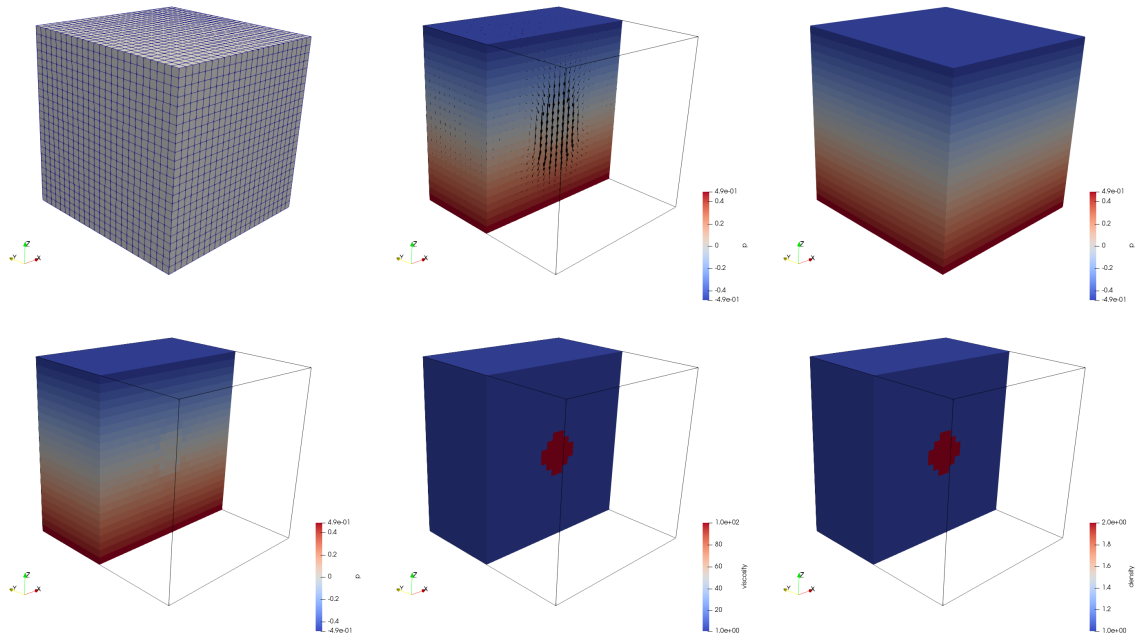 Z
Y
X
Z
Y
X
4.9e-01
0.4
0.2
0
-0.2
-0.4
-4.9e-01
p
Z
Y
X
4.9e-01
0.4
0.2
0
-0.2
-0.4
-4.9e-01
p
Z
Y
X
4.9e-01
0.4
0.2
0
-0.2
-0.4
-4.9e-01
p
Z
Y
X
1.0e+02
80
60
40
20
1.0e+00
viscosity
Z
Y
X
2.0e+00
1.8
1.6
1.4
1.2
1.0e+00
density